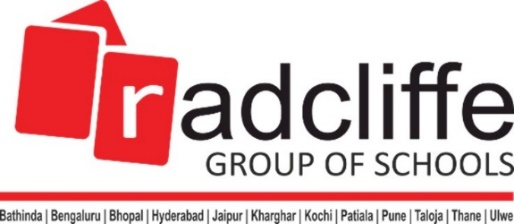 radcliffe
GROUP OF SCHOOLS
Bathinda | Bengaluru | Bhopal | Hyderabad | Jaipur | Kharghar | Kochi | Patiala | Pune | Taloja | Thane | Ulwe